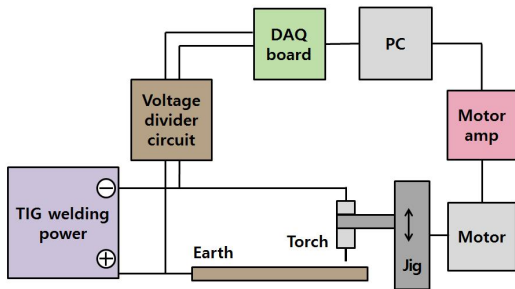 DAQ
board
PC
Voltage
divider
circuit
Motor
amp
TIG welding
power
−
+
Earth
Torch
Jig
Motor